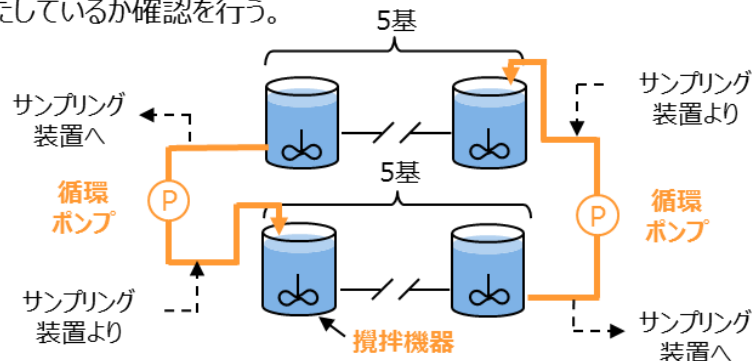 たしているか確認を行う。
5基
サンプリング
装置へ
サンプリング
装置より
循環
ポンプ
P
5基
P
循環
ポンプ
サンプリング
装置より
攪拌機器
サンプリング
装置へ